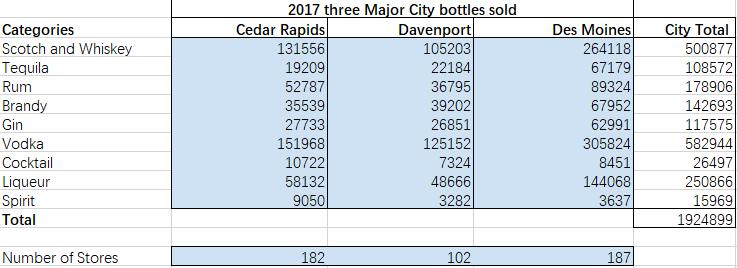 2017 three Major City bottles sold
Categories Cedar Rapids Davenport Des Moines City Total
Scotch and Whiskey 131556 105203 264118 500877
Tequila 19209 22184 67179 108572
Rum 52787 36795 89324 178906
Brandy 35539 39202 67952 142693
Gin 27733 26851 62991 117575
Vodka 151968 125152 305824 582944
Cocktail 10722 7324 8451 26497
Liqueur 58132 48666 144068 250866
Spirit 9050 3282 3637 15969
Total 1924899
Number of Stores 182 102 187